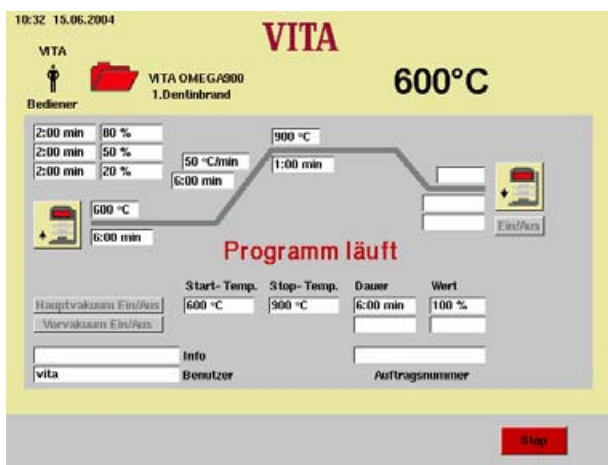 10:32 15.06.2004
VITA
VITA
600°C
VITA OMEGA900
1.Dentinbrand
Bediener
2:00 min 80 %
2:00 min 50 %
2:00 min 20 %
50 °C/min
6:00 min
900 °C
1:00 min
600 °C
6:00 min
Ein/Aus
Programm läuft
Start-Temp. Stop-Temp. Dauer Wert
Hauptvakuum Ein/Aus 600 °C 900 °C 6:00 min 100 %
Vorvakuum Ein/Aus
Info
vita Benutzer Auftragsnummer
Stop